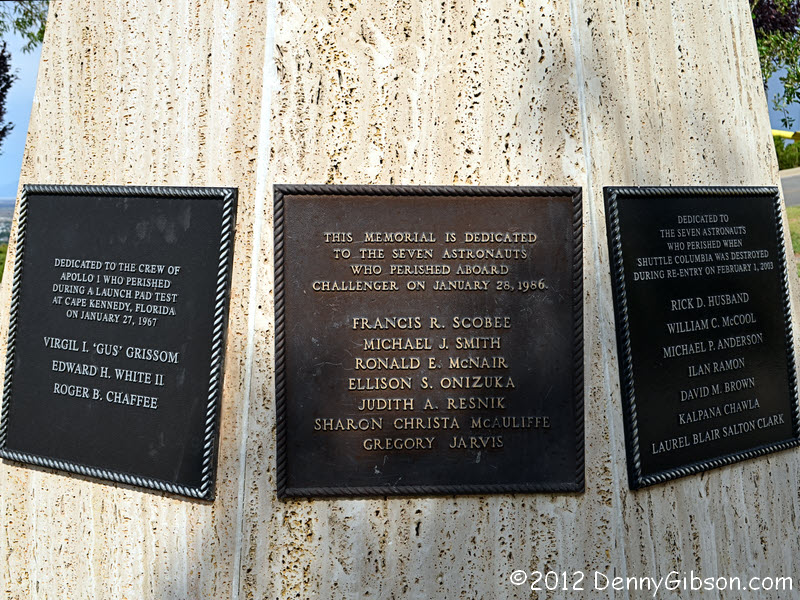 DEDICATED TO THE CREW OF
APOLLO 1 WHO PERISHED
DURING A LAUNCH PAD TEST
AT CAPE KENNEDY, FLORIDA
ON JANUARY 27, 1967
VIRGIL I. "GUS" GRISSOM
EDWARD H. WHITE II
ROGER B. CHAFFEE
THIS MEMORIAL IS DEDICATED
TO THE SEVEN ASTRONAUTS
WHO PERISHED ABOARD
CHALLENGER ON JANUARY 28, 1986.
FRANCIS R. SCOBEE
MICHAEL J. SMITH
RONALD E. McNAIR
ELLISON S. ONIZUKA
JUDITH A. RESNIK
SHARON CHRISTA McAULIFFE
GREGORY JARVIS
DEDICATED TO
THE SEVEN ASTRONAUTS
WHO PERISHED WHEN
SHUTTLE COLUMBIA WAS DESTROYED
DURING RE-ENTRY ON FEBRUARY 1, 2003
RICK D. HUSBAND
WILLIAM C. McCOOL
MICHAEL P. ANDERSON
ILAN RAMON
DAVID M. BROWN
KALPANA CHAWLA
LAUREL BLAIR SALTON CLARK
©2012 DennyGibson.com